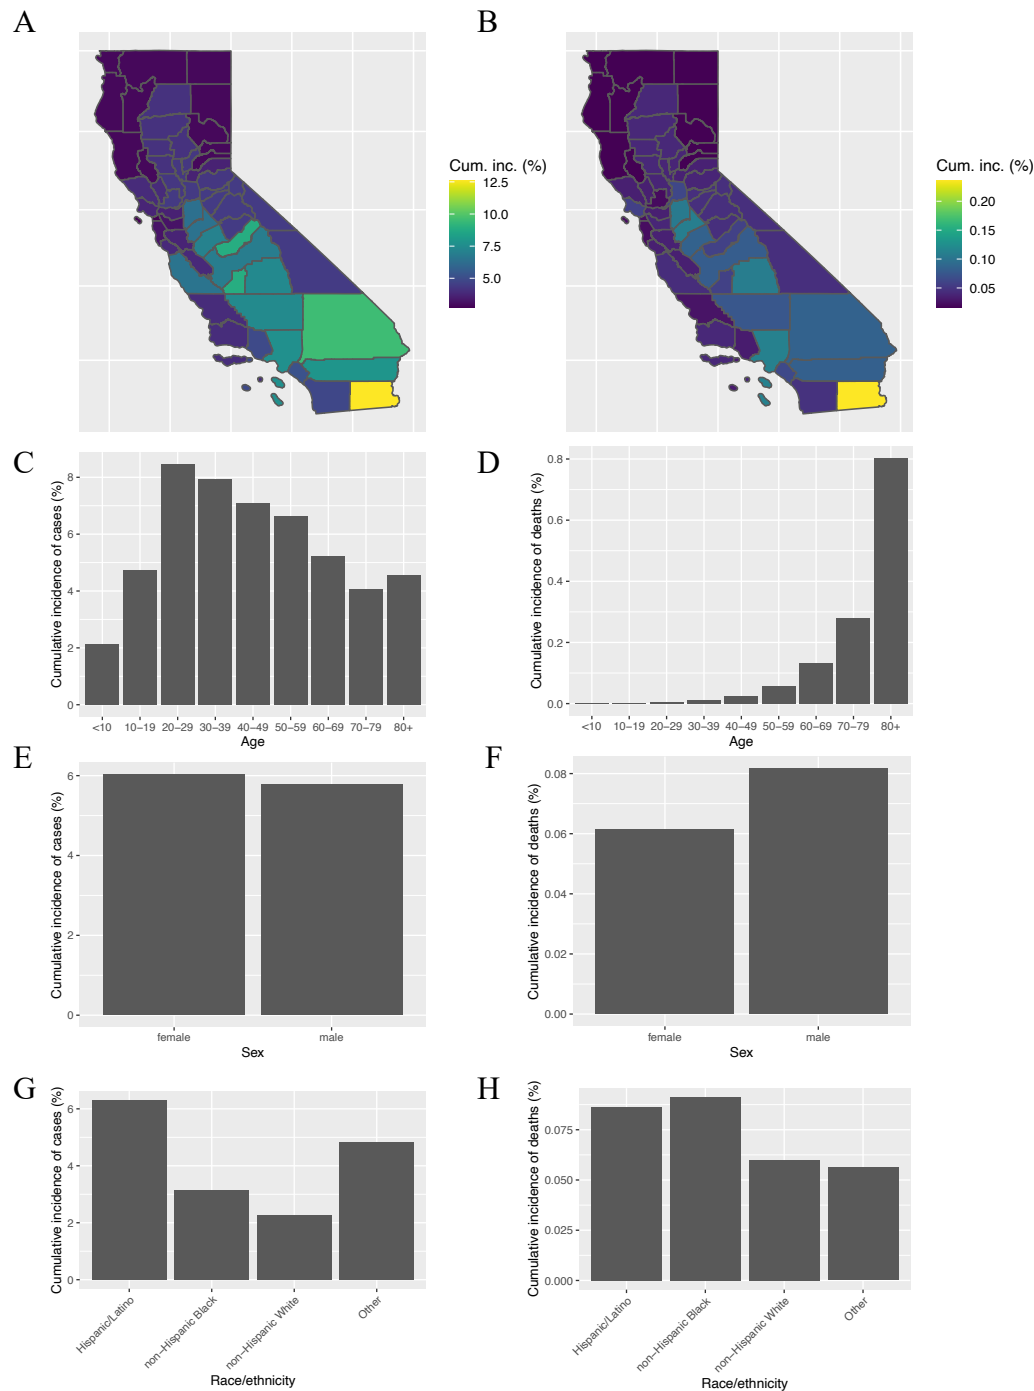 A
B
Cum. inc. (%)
12.5
10.0
7.5
5.0
Cum. inc. (%)
0.20
0.15
0.10
0.05
C
Cumulative incidence of cases (%)
8
6
4
2
0
<10 10−19 20−29 30−39 40−49 50−59 60−69 70−79 80+
Age
D
Cumulative incidence of deaths (%)
0.8
0.6
0.4
0.2
0.0
<10 10−19 20−29 30−39 40−49 50−59 60−69 70−79 80+
Age
E
Cumulative incidence of cases (%)
6
4
2
0
female male
Sex
F
Cumulative incidence of deaths (%)
0.08
0.06
0.04
0.02
0.00
female male
Sex
G
Cumulative incidence of cases (%)
6
4
2
0
Hispanic/Latino
non−Hispanic Black
non−Hispanic White
Other
Race/ethnicity
H
Cumulative incidence of deaths (%)
0.075
0.050
0.025
0.000
Hispanic/Latino
non−Hispanic Black
non−Hispanic White
Other
Race/ethnicity